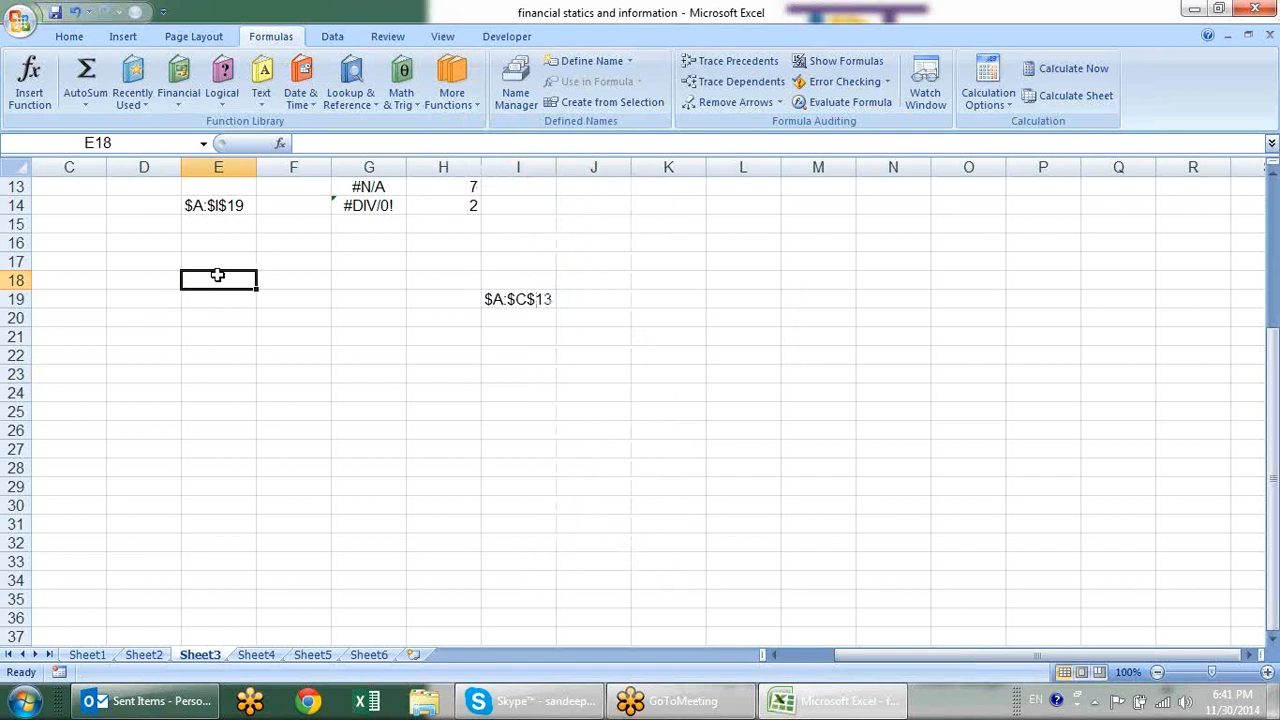 financial statics and information - Microsoft Excel
Home Insert Page Layout Formulas Data Review View Developer
Insert Function
AutoSum
Recently Used
Financial
Logical
Text
Date & Time
Lookup & Reference
Math & Trig
More Functions
Function Library
Name Manager
Define Name
Use in Formula
Create from Selection
Defined Names
Trace Precedents
Trace Dependents
Remove Arrows
Show Formulas
Error Checking
Evaluate Formula
Formula Auditing
Watch Window
Calculation Options
Calculate Now
Calculate Sheet
Calculation
E18 fx
C D E F G H I J K L M N O P Q R
13 #N/A 7
14 $A:$I$19 #DIV/0! 2
15
16
17
18
19 $A:$C$13
20
21
22
23
24
25
26
27
28
29
30
31
32
33
34
35
36
37
Sheet1 Sheet2 Sheet3 Sheet4 Sheet5 Sheet6
Ready 100%
Sent Items - Perso... Skype™ - sandeep... GoToMeeting Microsoft Excel - f... EN 6:41 PM
11/30/2014